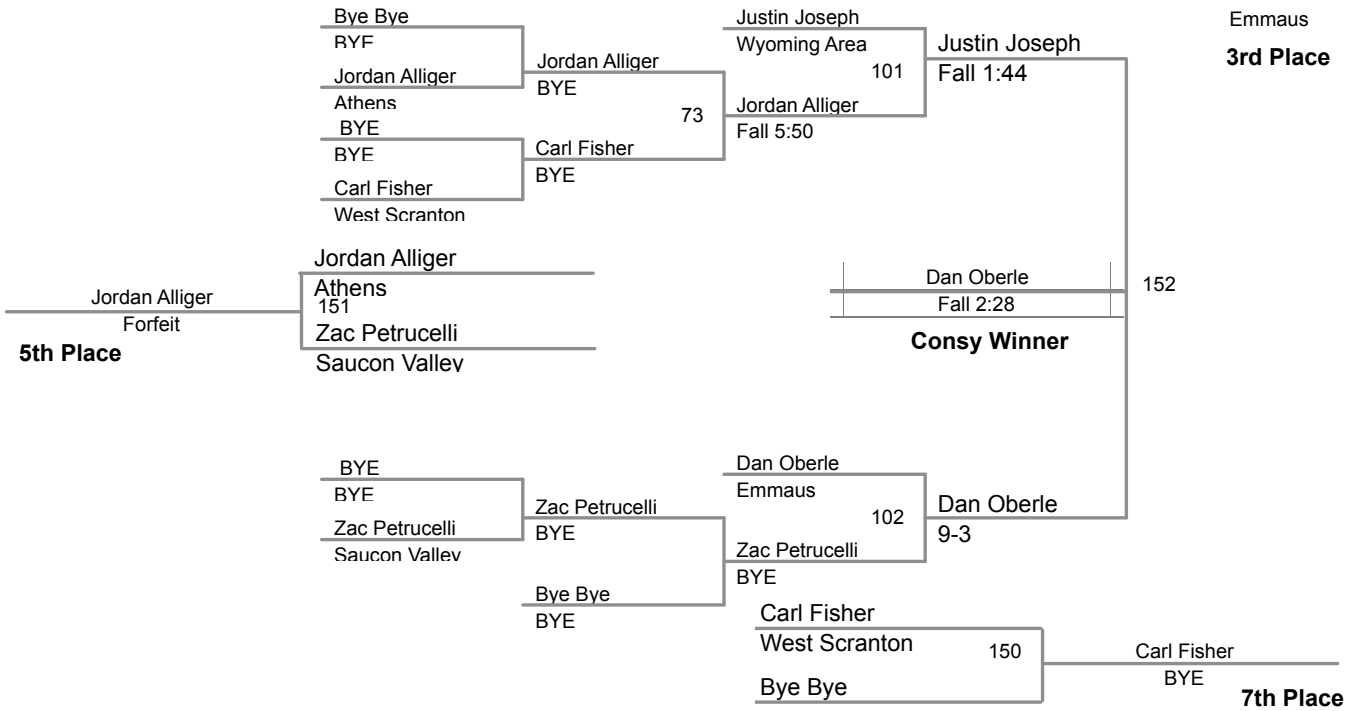 Bye Bye
BYE
Jordan Alliger
Athens
BYE
BYE
Carl Fisher
West Scranton
Jordan Alliger
BYE
73
Carl Fisher
BYE
Justin Joseph
Wyoming Area
101
Jordan Alliger
Fall 5:50
Justin Joseph
Fall 1:44
Emmaus
3rd Place
Jordan Alliger
Athens
151
Zac Petrucelli
Saucon Valley
Jordan Alliger
Forfeit
5th Place
Dan Oberle
Fall 2:28
Consy Winner
152
BYE
BYE
Zac Petrucelli
Saucon Valley
Zac Petrucelli
BYE
Bye Bye
BYE
Dan Oberle
Emmaus
102
Zac Petrucelli
BYE
Dan Oberle
9-3
Carl Fisher
West Scranton
150
Bye Bye
Carl Fisher
BYE
7th Place